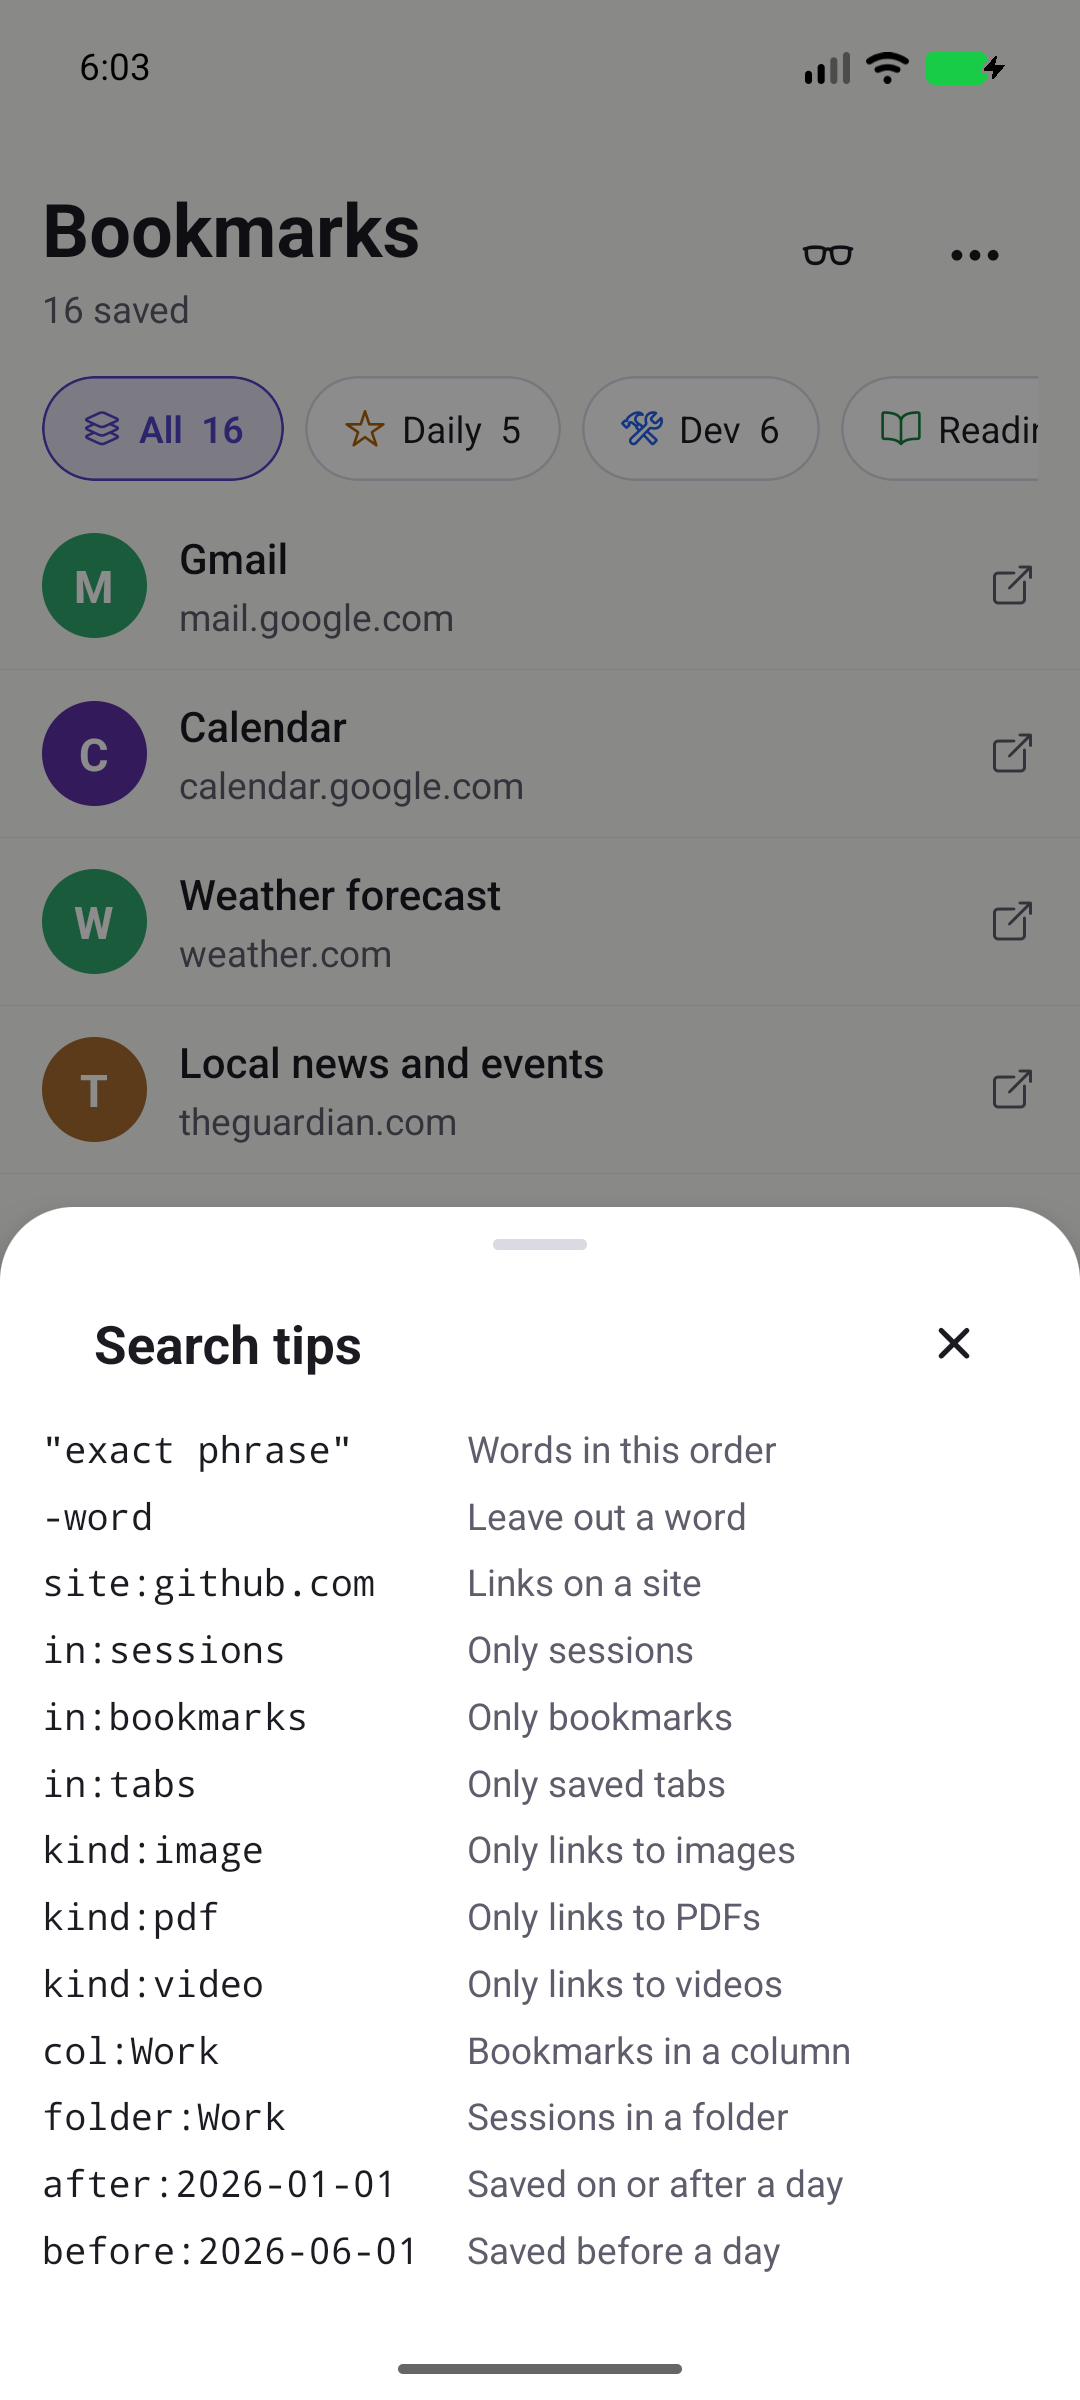 6:03
Bookmarks
16 saved
All 16
Daily 5
Dev 6
Readin
M
Gmail
mail.google.com
C
Calendar
calendar.google.com
W
Weather forecast
weather.com
T
Local news and events
theguardian.com
Search tips
"exact phrase" Words in this order
-word Leave out a word
site:github.com Links on a site
in:sessions Only sessions
in:bookmarks Only bookmarks
in:tabs Only saved tabs
kind:image Only links to images
kind:pdf Only links to PDFs
kind:video Only links to videos
col:Work Bookmarks in a column
folder:Work Sessions in a folder
after:2026-01-01 Saved on or after a day
before:2026-06-01 Saved before a day